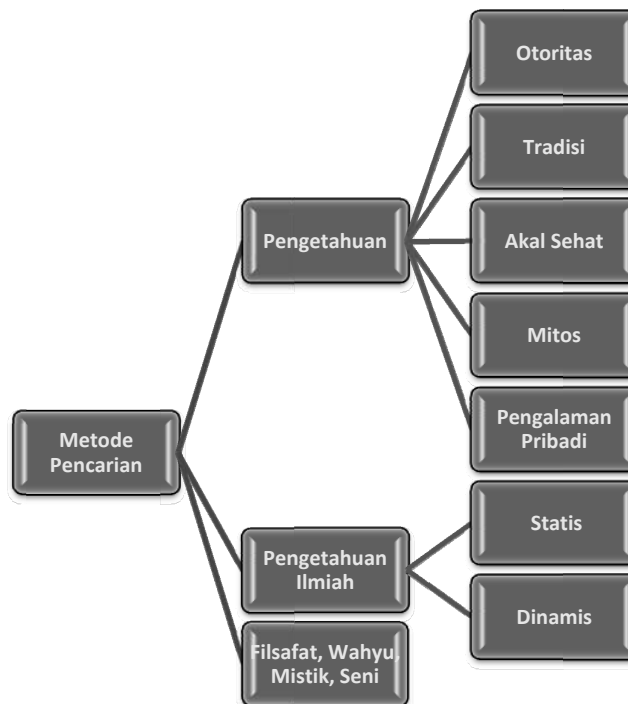 Otoritas
Tradisi
Pengetahuan
Akal Sehat
Mitos
Pengalaman
Pribadi
Metode
Pencarian
Statis
Pengetahuan
Ilmiah
Dinamis
Filsafat, Wahyu,
Mistik, Seni